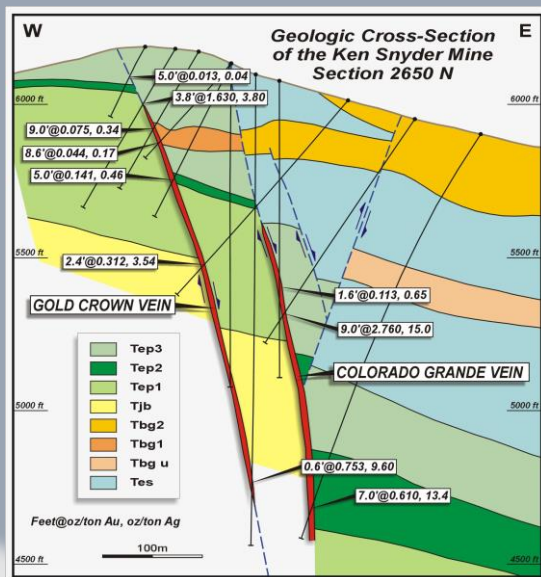 W
Geologic Cross-Section
of the Ken Snyder Mine
Section 2650 N
E
5.0'@0.013, 0.04
6000 ft
6000 ft
3.8'@1.630, 3.80
9.0'@0.075, 0.34
8.6'@0.044, 0.17
5.0'@0.141, 0.46
5500 ft
5500 ft
2.4'@0.312, 3.54
1.6'@0.113, 0.65
GOLD CROWN VEIN
9.0'@2.760, 15.0
Tep3
COLORADO GRANDE VEIN
Tep2
Tep1
5000 ft
5000 ft
Tjb
Tbg2
Tbg1
Tbg u
0.6'@0.753, 9.60
Tes
7.0'@0.610, 13.4
Feet@oz/ton Au, oz/ton Ag
100m
4500 ft
4500 ft